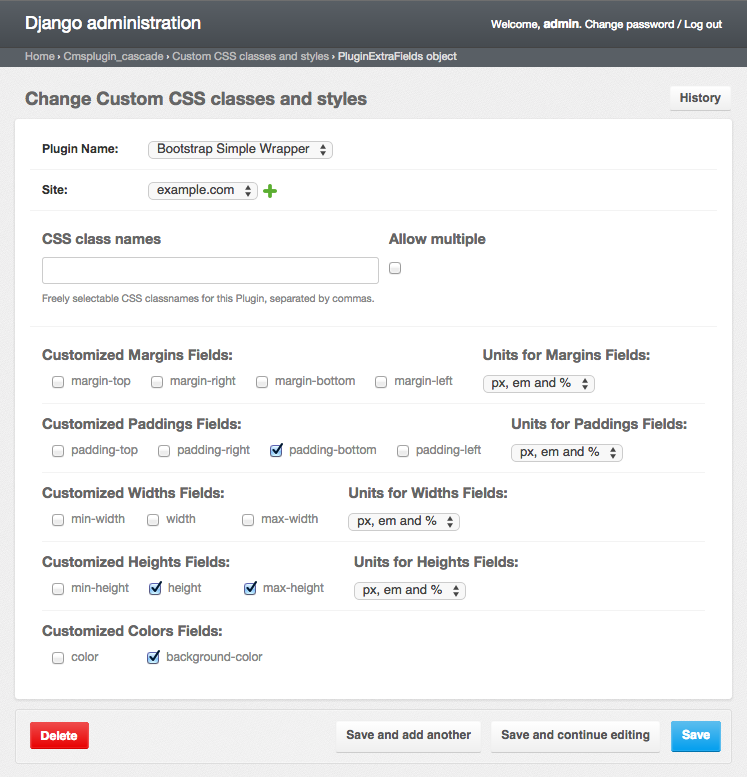 Django administration
Welcome, admin. Change password / Log out
Home › Cmsplugin_cascade › Custom CSS classes and styles › PluginExtraFields object
Change Custom CSS classes and styles
History
Plugin Name: Bootstrap Simple Wrapper
Site: example.com
CSS class names Allow multiple
Freely selectable CSS classnames for this Plugin, separated by commas.
Customized Margins Fields: Units for Margins Fields:
margin-top margin-right margin-bottom margin-left px, em and %
Customized Paddings Fields: Units for Paddings Fields:
padding-top padding-right padding-bottom padding-left px, em and %
Customized Widths Fields: Units for Widths Fields:
min-width width max-width px, em and %
Customized Heights Fields: Units for Heights Fields:
min-height height max-height px, em and %
Customized Colors Fields:
color background-color
Delete Save and add another Save and continue editing Save